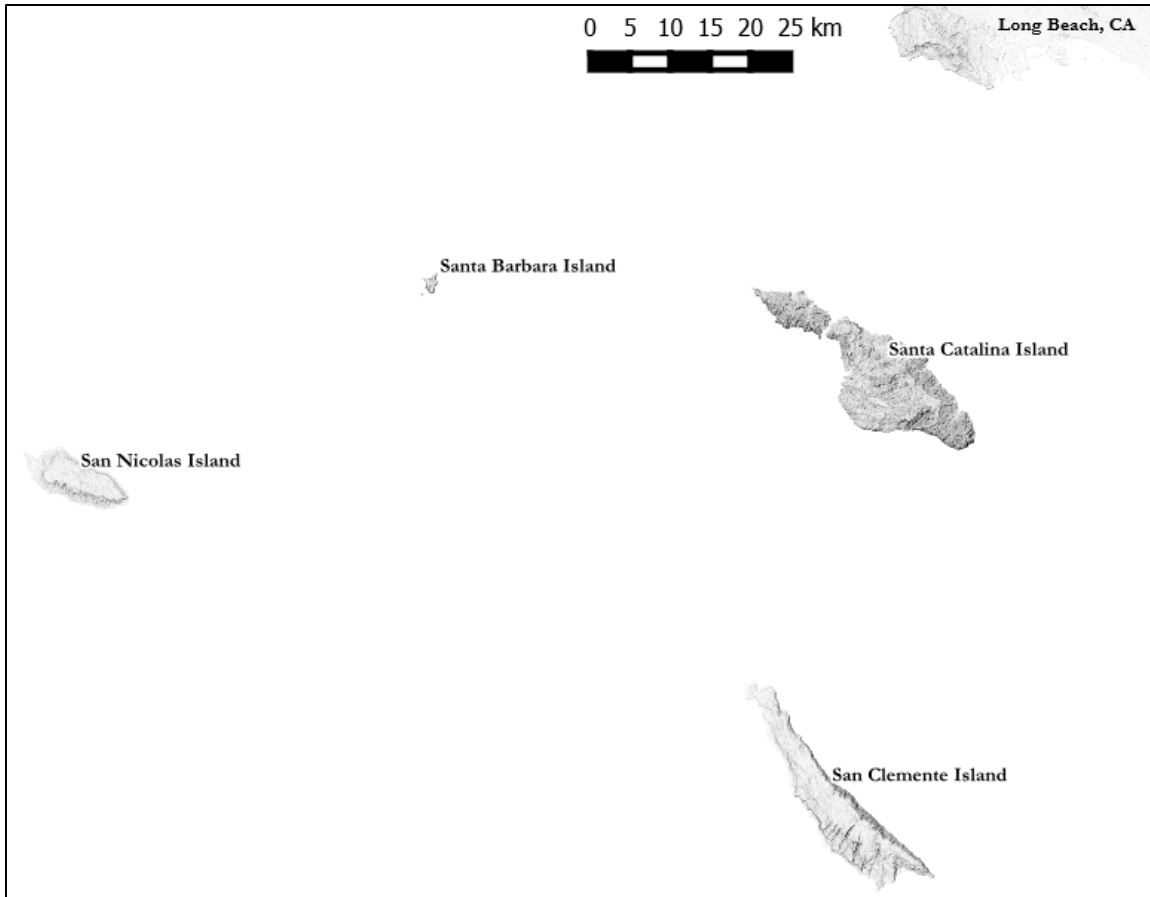 0 5 10 15 20 25 km
Long Beach, CA
Santa Barbara Island
Santa Catalina Island
San Nicolas Island
San Clemente Island